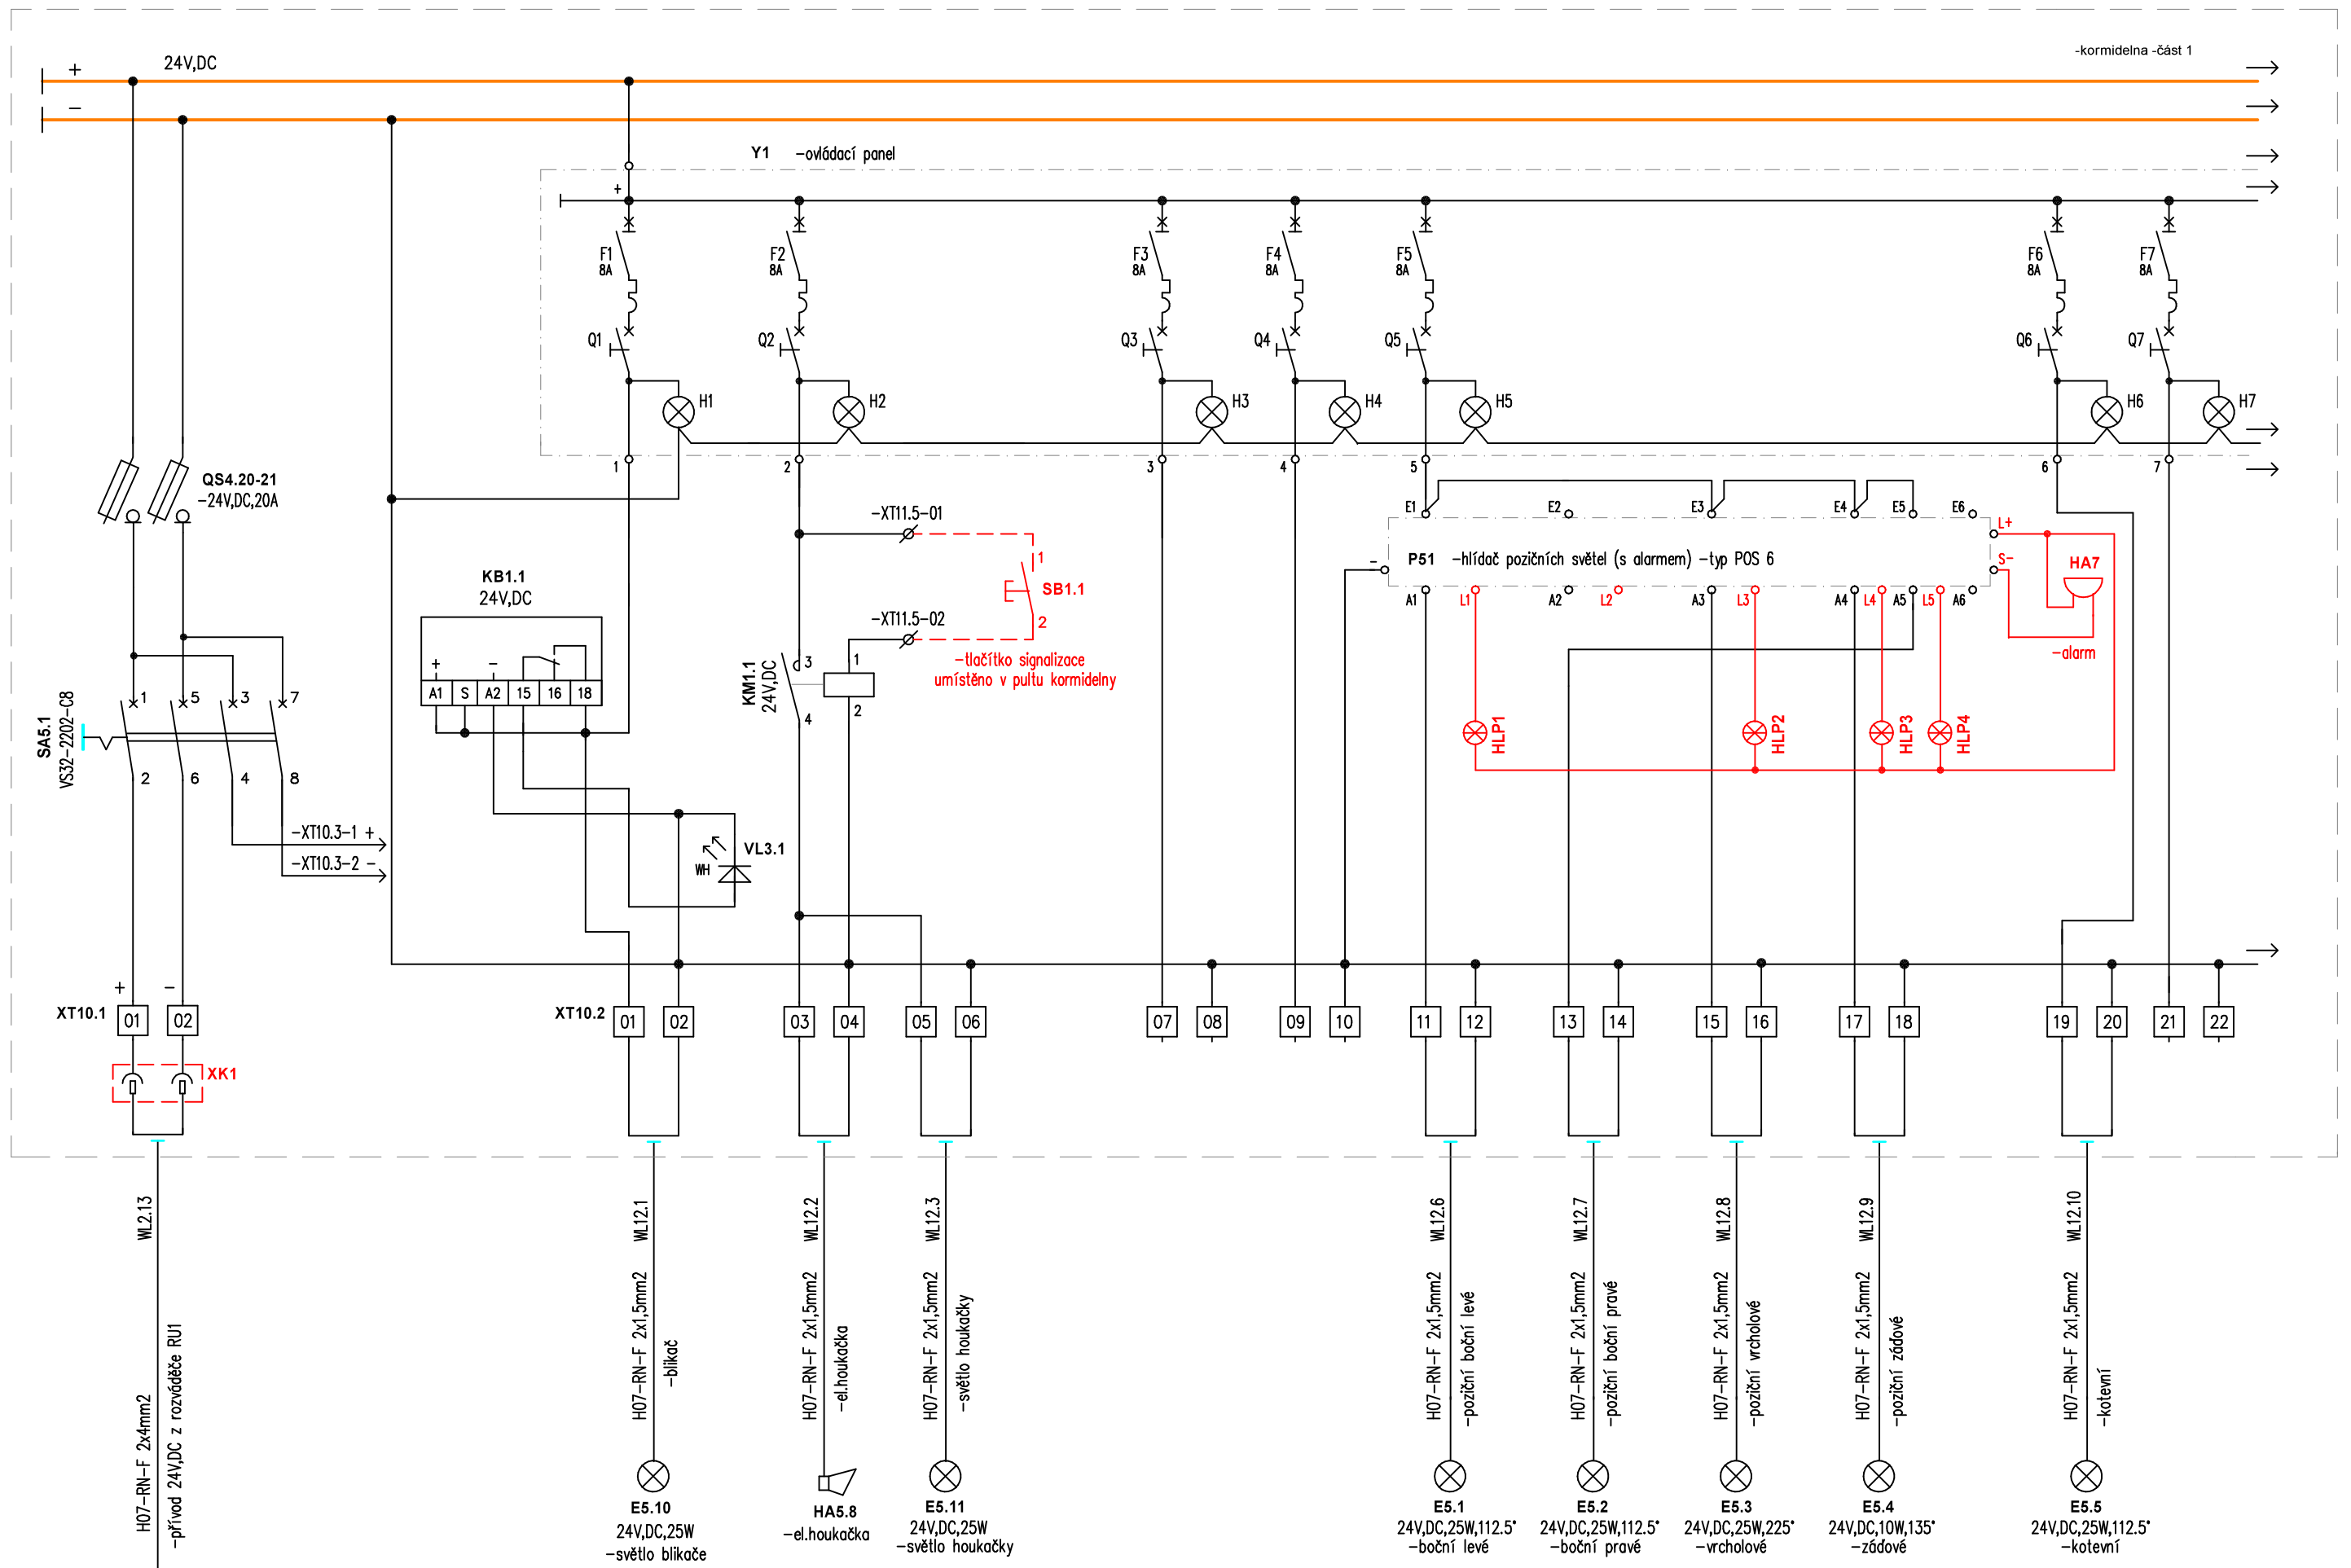 -kormidelna -část 1
+ 24V,DC
−
Y1 −ovládací panel
+
F1 F2 F3 F4 F5 F6 F7
8A 8A 8A 8A 8A 8A 8A
Q1 Q2 Q3 Q4 Q5 Q6 Q7
H1 H2 H3 H4 H5 H6 H7
1 2 3 4 5 6 7
QS4.20-21
−24V,DC,20A
E1 E2 E3 E4 E5 E6
−XT11.5−01
L+
− P51 −hlídač pozičních světel (s alarmem) −typ POS 6 S− HA7
1
SB1.1
2
A1 L1 A2 L2 A3 L3 A4 L4 A5 L5 A6
KB1.1
24V,DC
−XT11.5−02
−tlačítko signalizace
umístěno v pultu kormidelny
−alarm
+ −
A1 S A2 15 16 18
KM1.1
24V,DC
3 1
4 2
HLP1 HLP2 HLP3 HLP4
SA5.1
VS32−2202−C8
1 5 3 7
2 6 4 8
−XT10.3−1 +
−XT10.3−2 −
WH VL3.1
+ −
XT10.1 01 02
XT10.2 01 02 03 04 05 06 07 08 09 10 11 12 13 14 15 16 17 18 19 20 21 22
XK1
WL2.13
H07−RN−F 2x4mm2
−přívod 24V,DC z rozváděče RU1
WL12.1
H07−RN−F 2x1,5mm2
−blikač
WL12.2
H07−RN−F 2x1,5mm2
−el.houkačka
WL12.3
H07−RN−F 2x1,5mm2
−světlo houkačky
WL12.6
H07−RN−F 2x1,5mm2
−poziční boční levé
WL12.7
H07−RN−F 2x1,5mm2
−poziční boční pravé
WL12.8
H07−RN−F 2x1,5mm2
−poziční vrcholové
WL12.9
H07−RN−F 2x1,5mm2
−poziční záďové
WL12.10
H07−RN−F 2x1,5mm2
−kotevní
E5.10
24V,DC,25W
−světlo blikače
HA5.8
−el.houkačka
E5.11
24V,DC,25W
−světlo houkačky
E5.1
24V,DC,25W,112.5°
−boční levé
E5.2
24V,DC,25W,112.5°
−boční pravé
E5.3
24V,DC,25W,225°
−vrcholové
E5.4
24V,DC,10W,135°
−záďové
E5.5
24V,DC,25W,112.5°
−kotevní